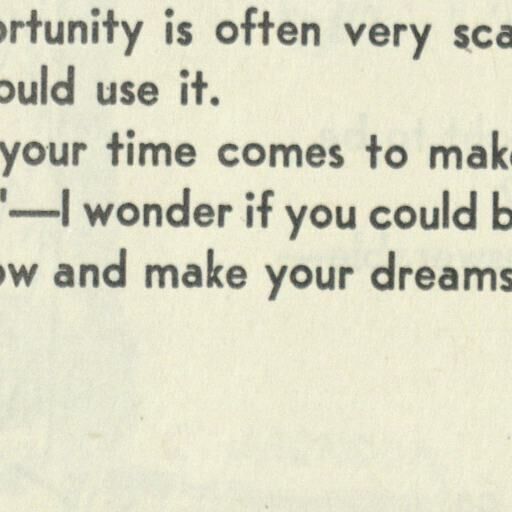 ortunity is often very sca
ould use it.
your time comes to mak
"—I wonder if you could b
ow and make your dreams